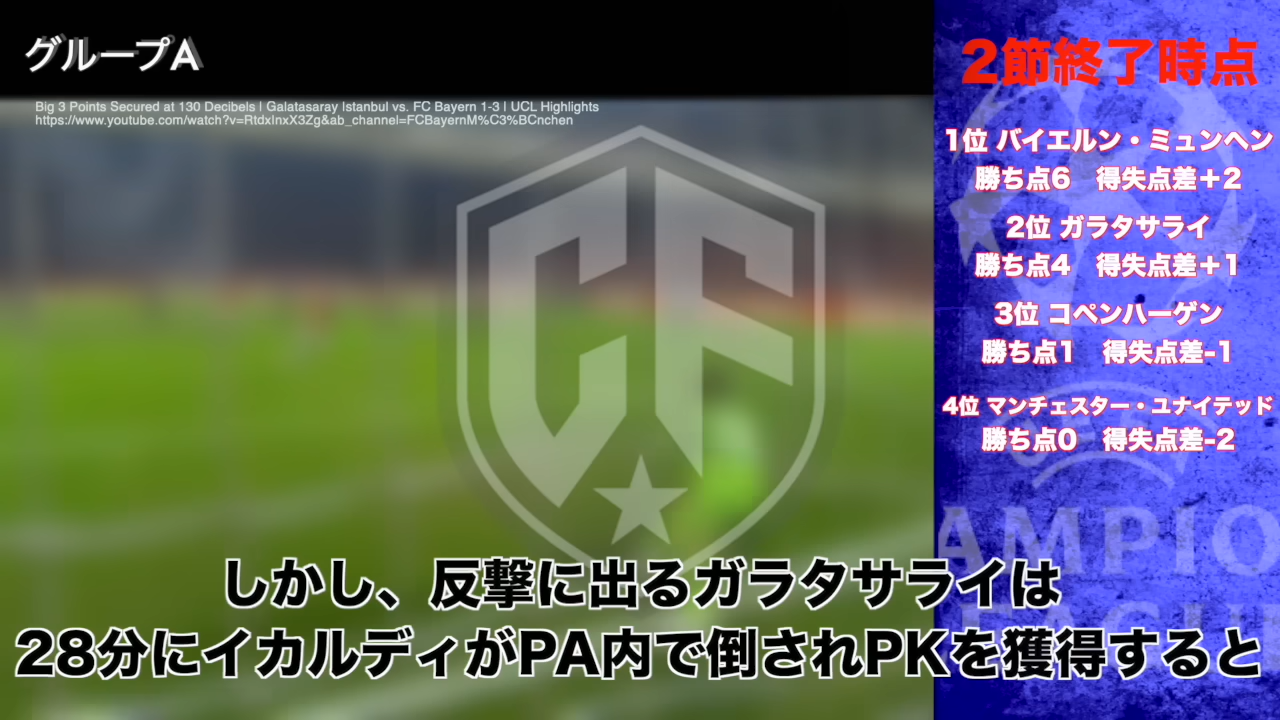 グループA
Big 3 Points Secured at 130 Decibels | Galatasaray Istanbul vs. FC Bayern 1-3 | UCL Highlights
https://www.youtube.com/watch?v=RtdxInxX3Zg&ab_channel=FCBayernM%C3%BCnchen
CF
2節終了時点
1位 バイエルン・ミュンヘン
勝ち点6　得失点差+2
2位 ガラタサライ
勝ち点4　得失点差+1
3位 コペンハーゲン
勝ち点1　得失点差-1
4位 マンチェスター・ユナイテッド
勝ち点0　得失点差-2
AMPIO
EAGUE
しかし、反撃に出るガラタサライは
28分にイカルディがPA内で倒されPKを獲得すると